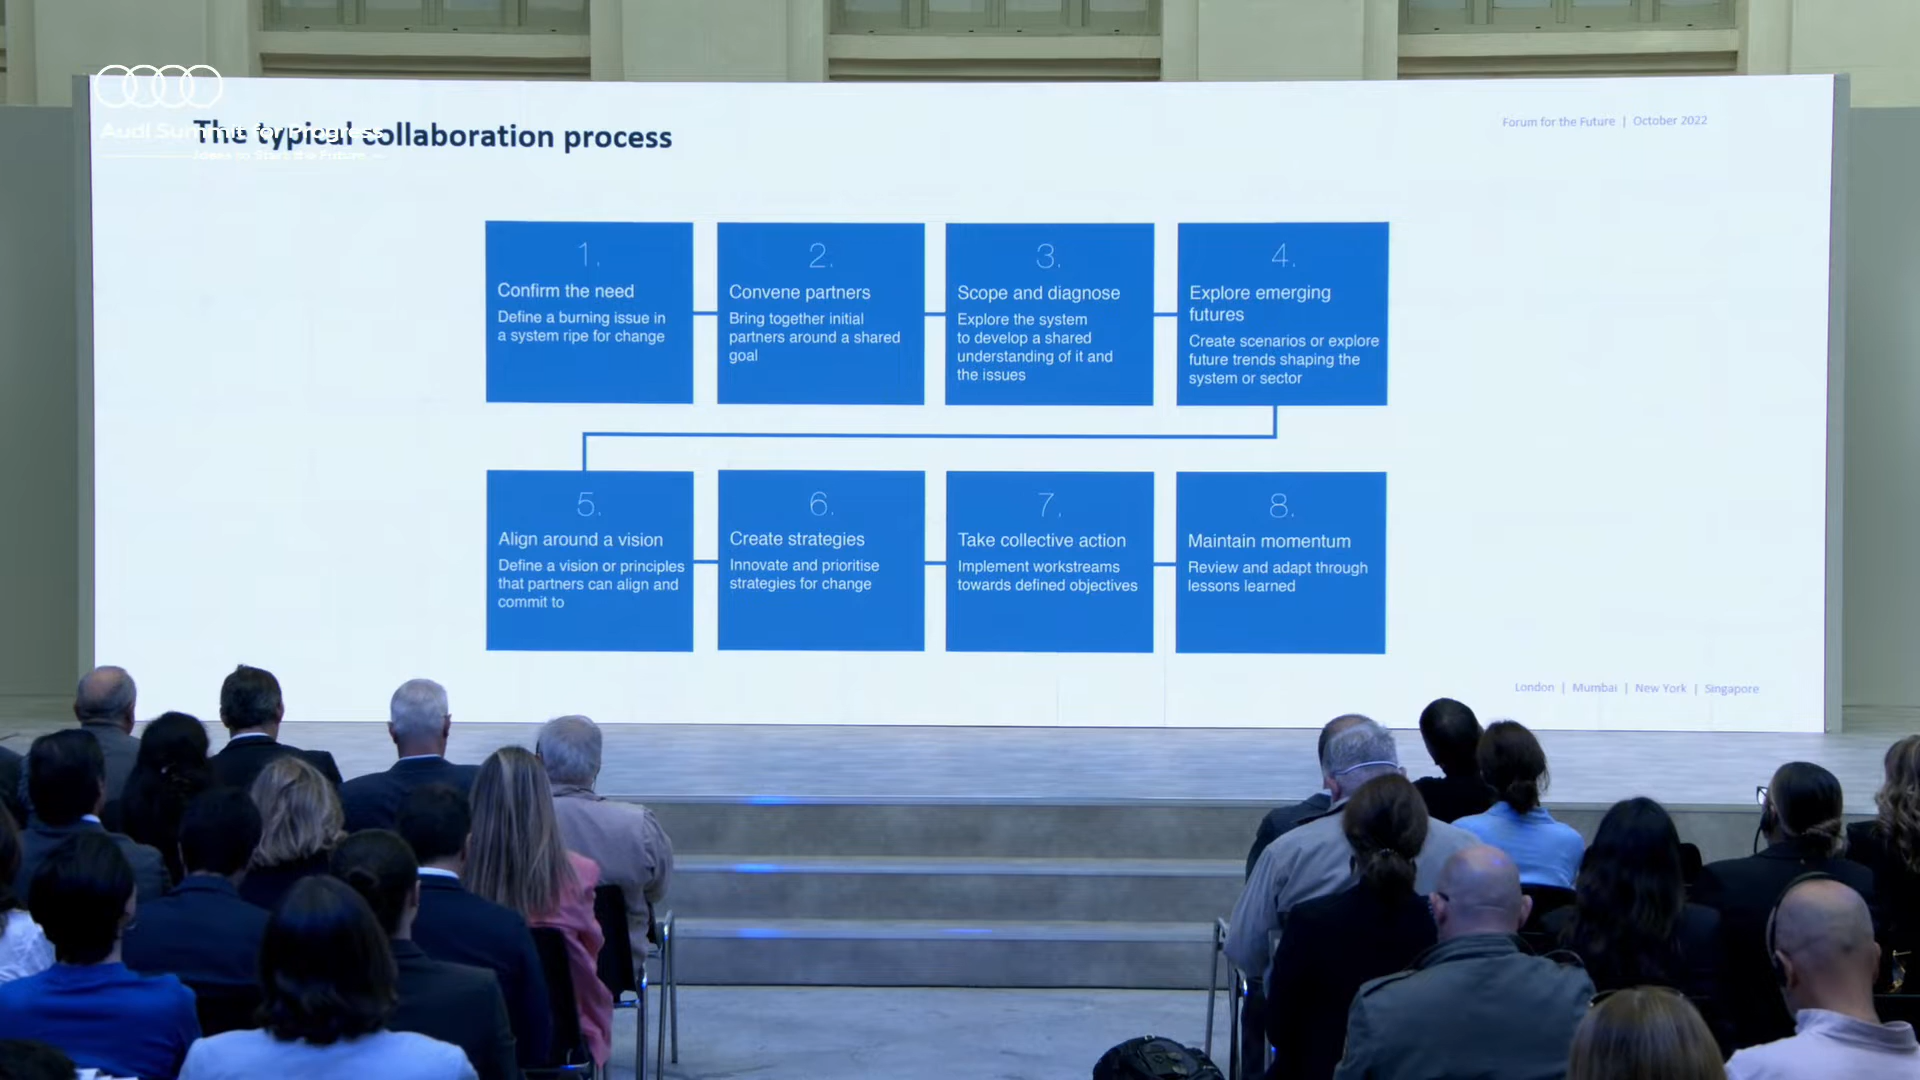 Audi Summit for Progress
The typical collaboration process
Forum for the Future | October 2022
1.
Confirm the need
Define a burning issue in
a system ripe for change
2.
Convene partners
Bring together initial
partners around a shared
goal
3.
Scope and diagnose
Explore the system
to develop a shared
understanding of it and
the issues
4.
Explore emerging
futures
Create scenarios or explore
future trends shaping the
system or sector
5.
Align around a vision
Define a vision or principles
that partners can align and
commit to
6.
Create strategies
Innovate and prioritise
strategies for change
7.
Take collective action
Implement workstreams
towards defined objectives
8.
Maintain momentum
Review and adapt through
lessons learned
London | Mumbai | New York | Singapore